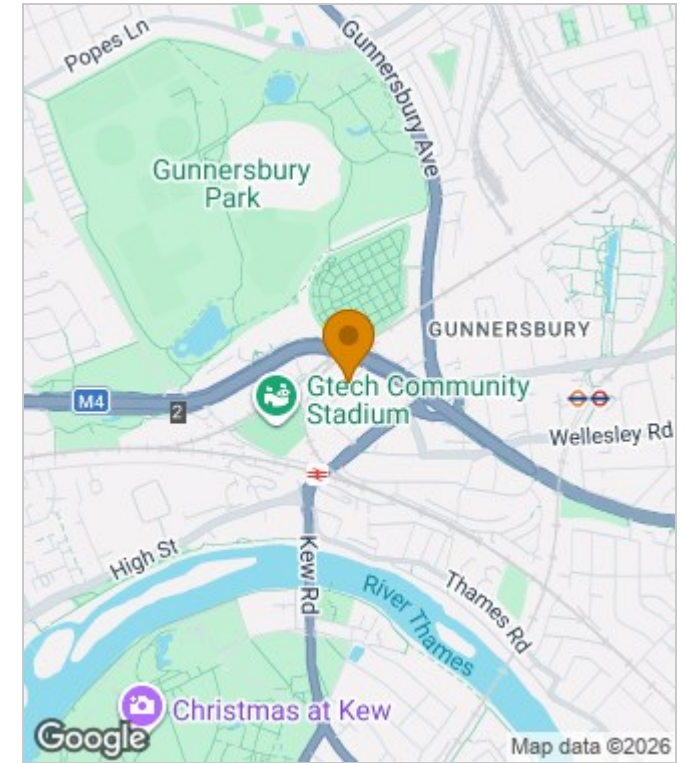 Popes Ln
Gunnersbury Ave
Gunnersbury
Park
GUNNERSBURY
M4
2
Gtech Community
Stadium
Wellesley Rd
High St
Kew Rd
River Thames
Thames Rd
Christmas at Kew
Google
Map data ©2026